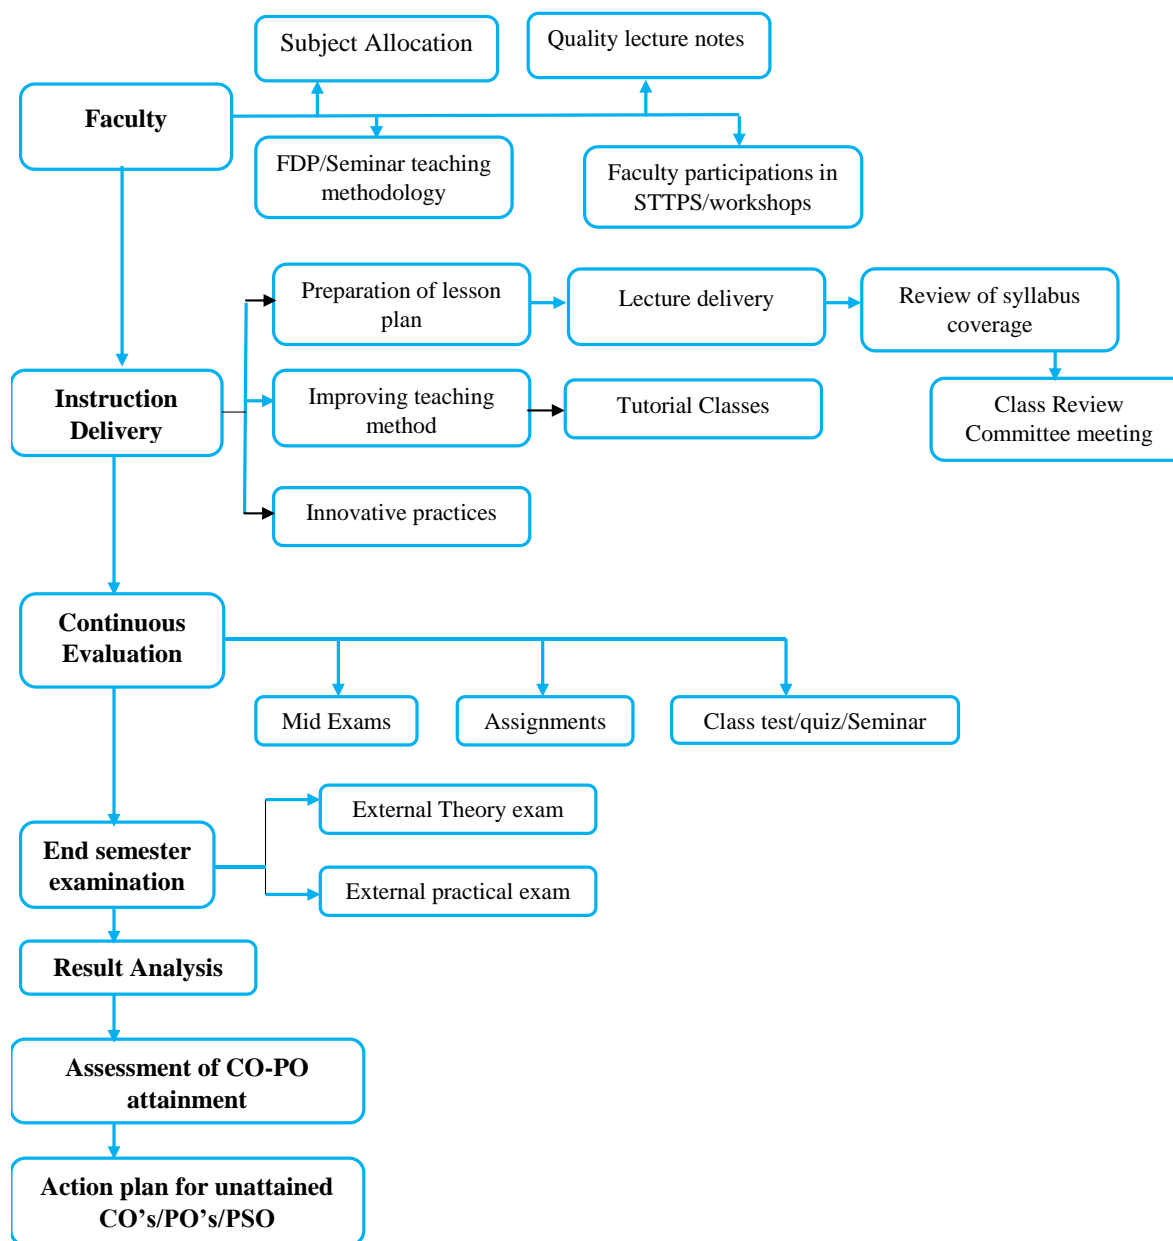 Subject Allocation
Quality lecture notes
Faculty
FDP/Seminar teaching
methodology
Faculty participations in
STTPS/workshops
Preparation of lesson
plan
Lecture delivery
Review of syllabus
coverage
Instruction
Delivery
Improving teaching
method
Tutorial Classes
Class Review
Committee meeting
Innovative practices
Continuous
Evaluation
Mid Exams
Assignments
Class test/quiz/Seminar
External Theory exam
End semester
examination
External practical exam
Result Analysis
Assessment of CO-PO
attainment
Action plan for unattained
CO’s/PO’s/PSO